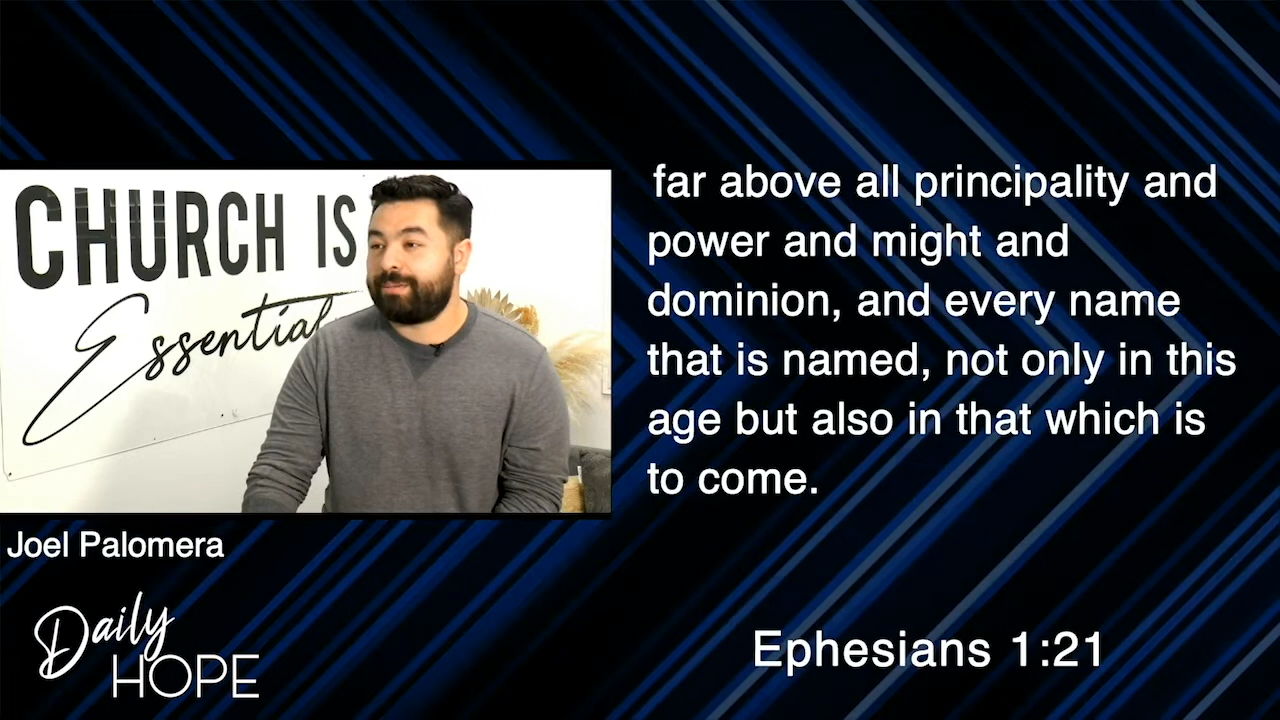 CHURCH IS
Essential
far above all principality and
power and might and
dominion, and every name
that is named, not only in this
age but also in that which is
to come.
Joel Palomera
Daily
HOPE
Ephesians 1:21